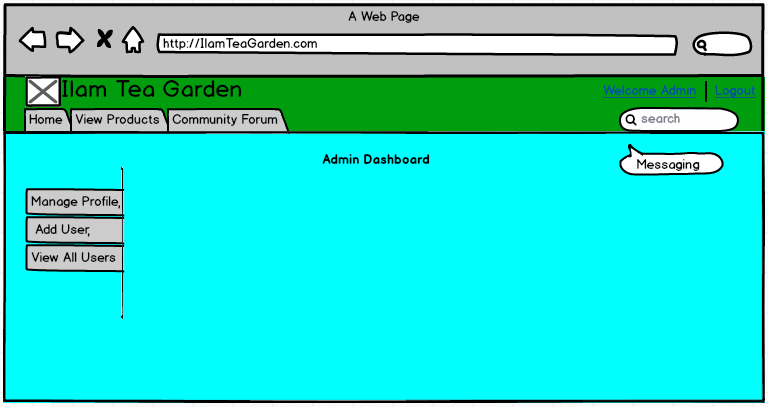 A Web Page
http://IlamTeaGarden.com
Ilam Tea Garden
Welcome Admin
Logout
Home
View Products
Community Forum
search
Admin Dashboard
Messaging
Manage Profile,
Add User,
View All Users